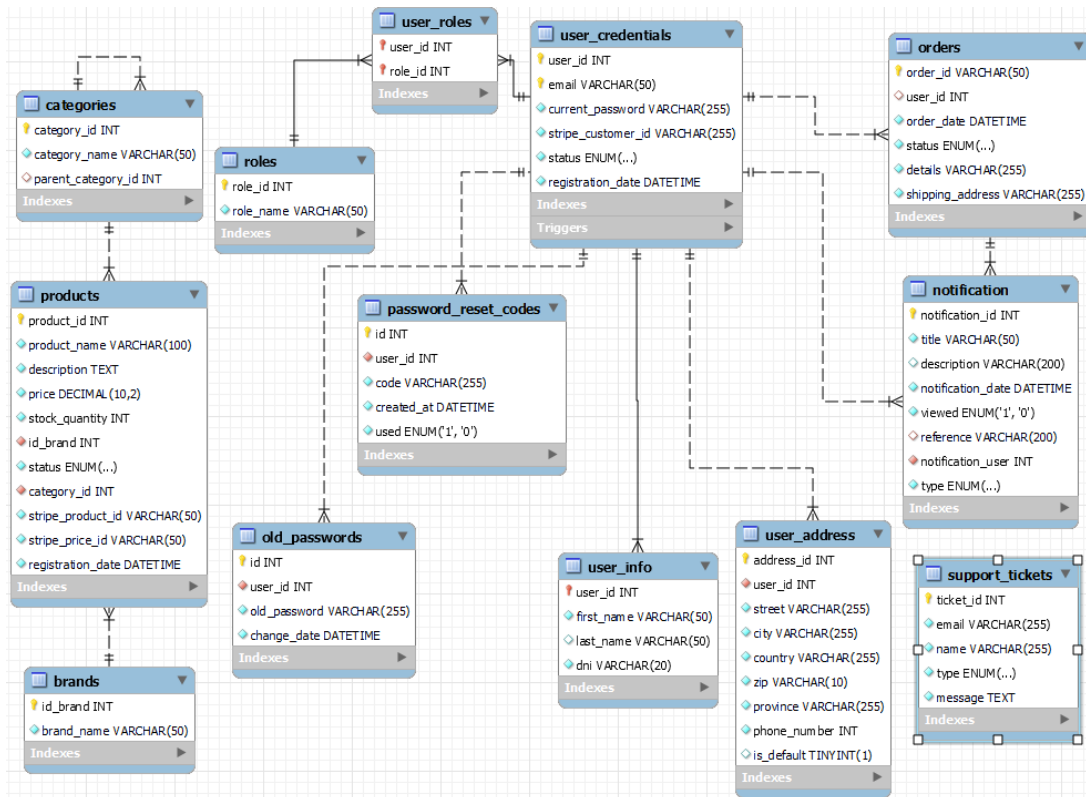 user_roles
user_id INT
role_id INT
Indexes
user_credentials
user_id INT
email VARCHAR(50)
current_password VARCHAR(255)
stripe_customer_id VARCHAR(255)
status ENUM(...)
registration_date DATETIME
Indexes
Triggers
orders
order_id VARCHAR(50)
user_id INT
order_date DATETIME
status ENUM(...)
details VARCHAR(255)
shipping_address VARCHAR(255)
Indexes
categories
category_id INT
category_name VARCHAR(50)
parent_category_id INT
Indexes
roles
role_id INT
role_name VARCHAR(50)
Indexes
products
product_id INT
product_name VARCHAR(100)
description TEXT
price DECIMAL(10,2)
stock_quantity INT
id_brand INT
status ENUM(...)
category_id INT
stripe_product_id VARCHAR(50)
stripe_price_id VARCHAR(50)
registration_date DATETIME
Indexes
password_reset_codes
id INT
user_id INT
code VARCHAR(255)
created_at DATETIME
used ENUM('1', '0')
Indexes
notification
notification_id INT
title VARCHAR(50)
description VARCHAR(200)
notification_date DATETIME
viewed ENUM('1', '0')
reference VARCHAR(200)
notification_user INT
type ENUM(...)
Indexes
old_passwords
id INT
user_id INT
old_password VARCHAR(255)
change_date DATETIME
Indexes
user_info
user_id INT
first_name VARCHAR(50)
last_name VARCHAR(50)
dni VARCHAR(20)
Indexes
user_address
address_id INT
user_id INT
street VARCHAR(255)
city VARCHAR(255)
country VARCHAR(255)
zip VARCHAR(10)
province VARCHAR(255)
phone_number INT
is_default TINYINT(1)
Indexes
support_tickets
ticket_id INT
email VARCHAR(255)
name VARCHAR(255)
type ENUM(...)
message TEXT
Indexes
brands
id_brand INT
brand_name VARCHAR(50)
Indexes